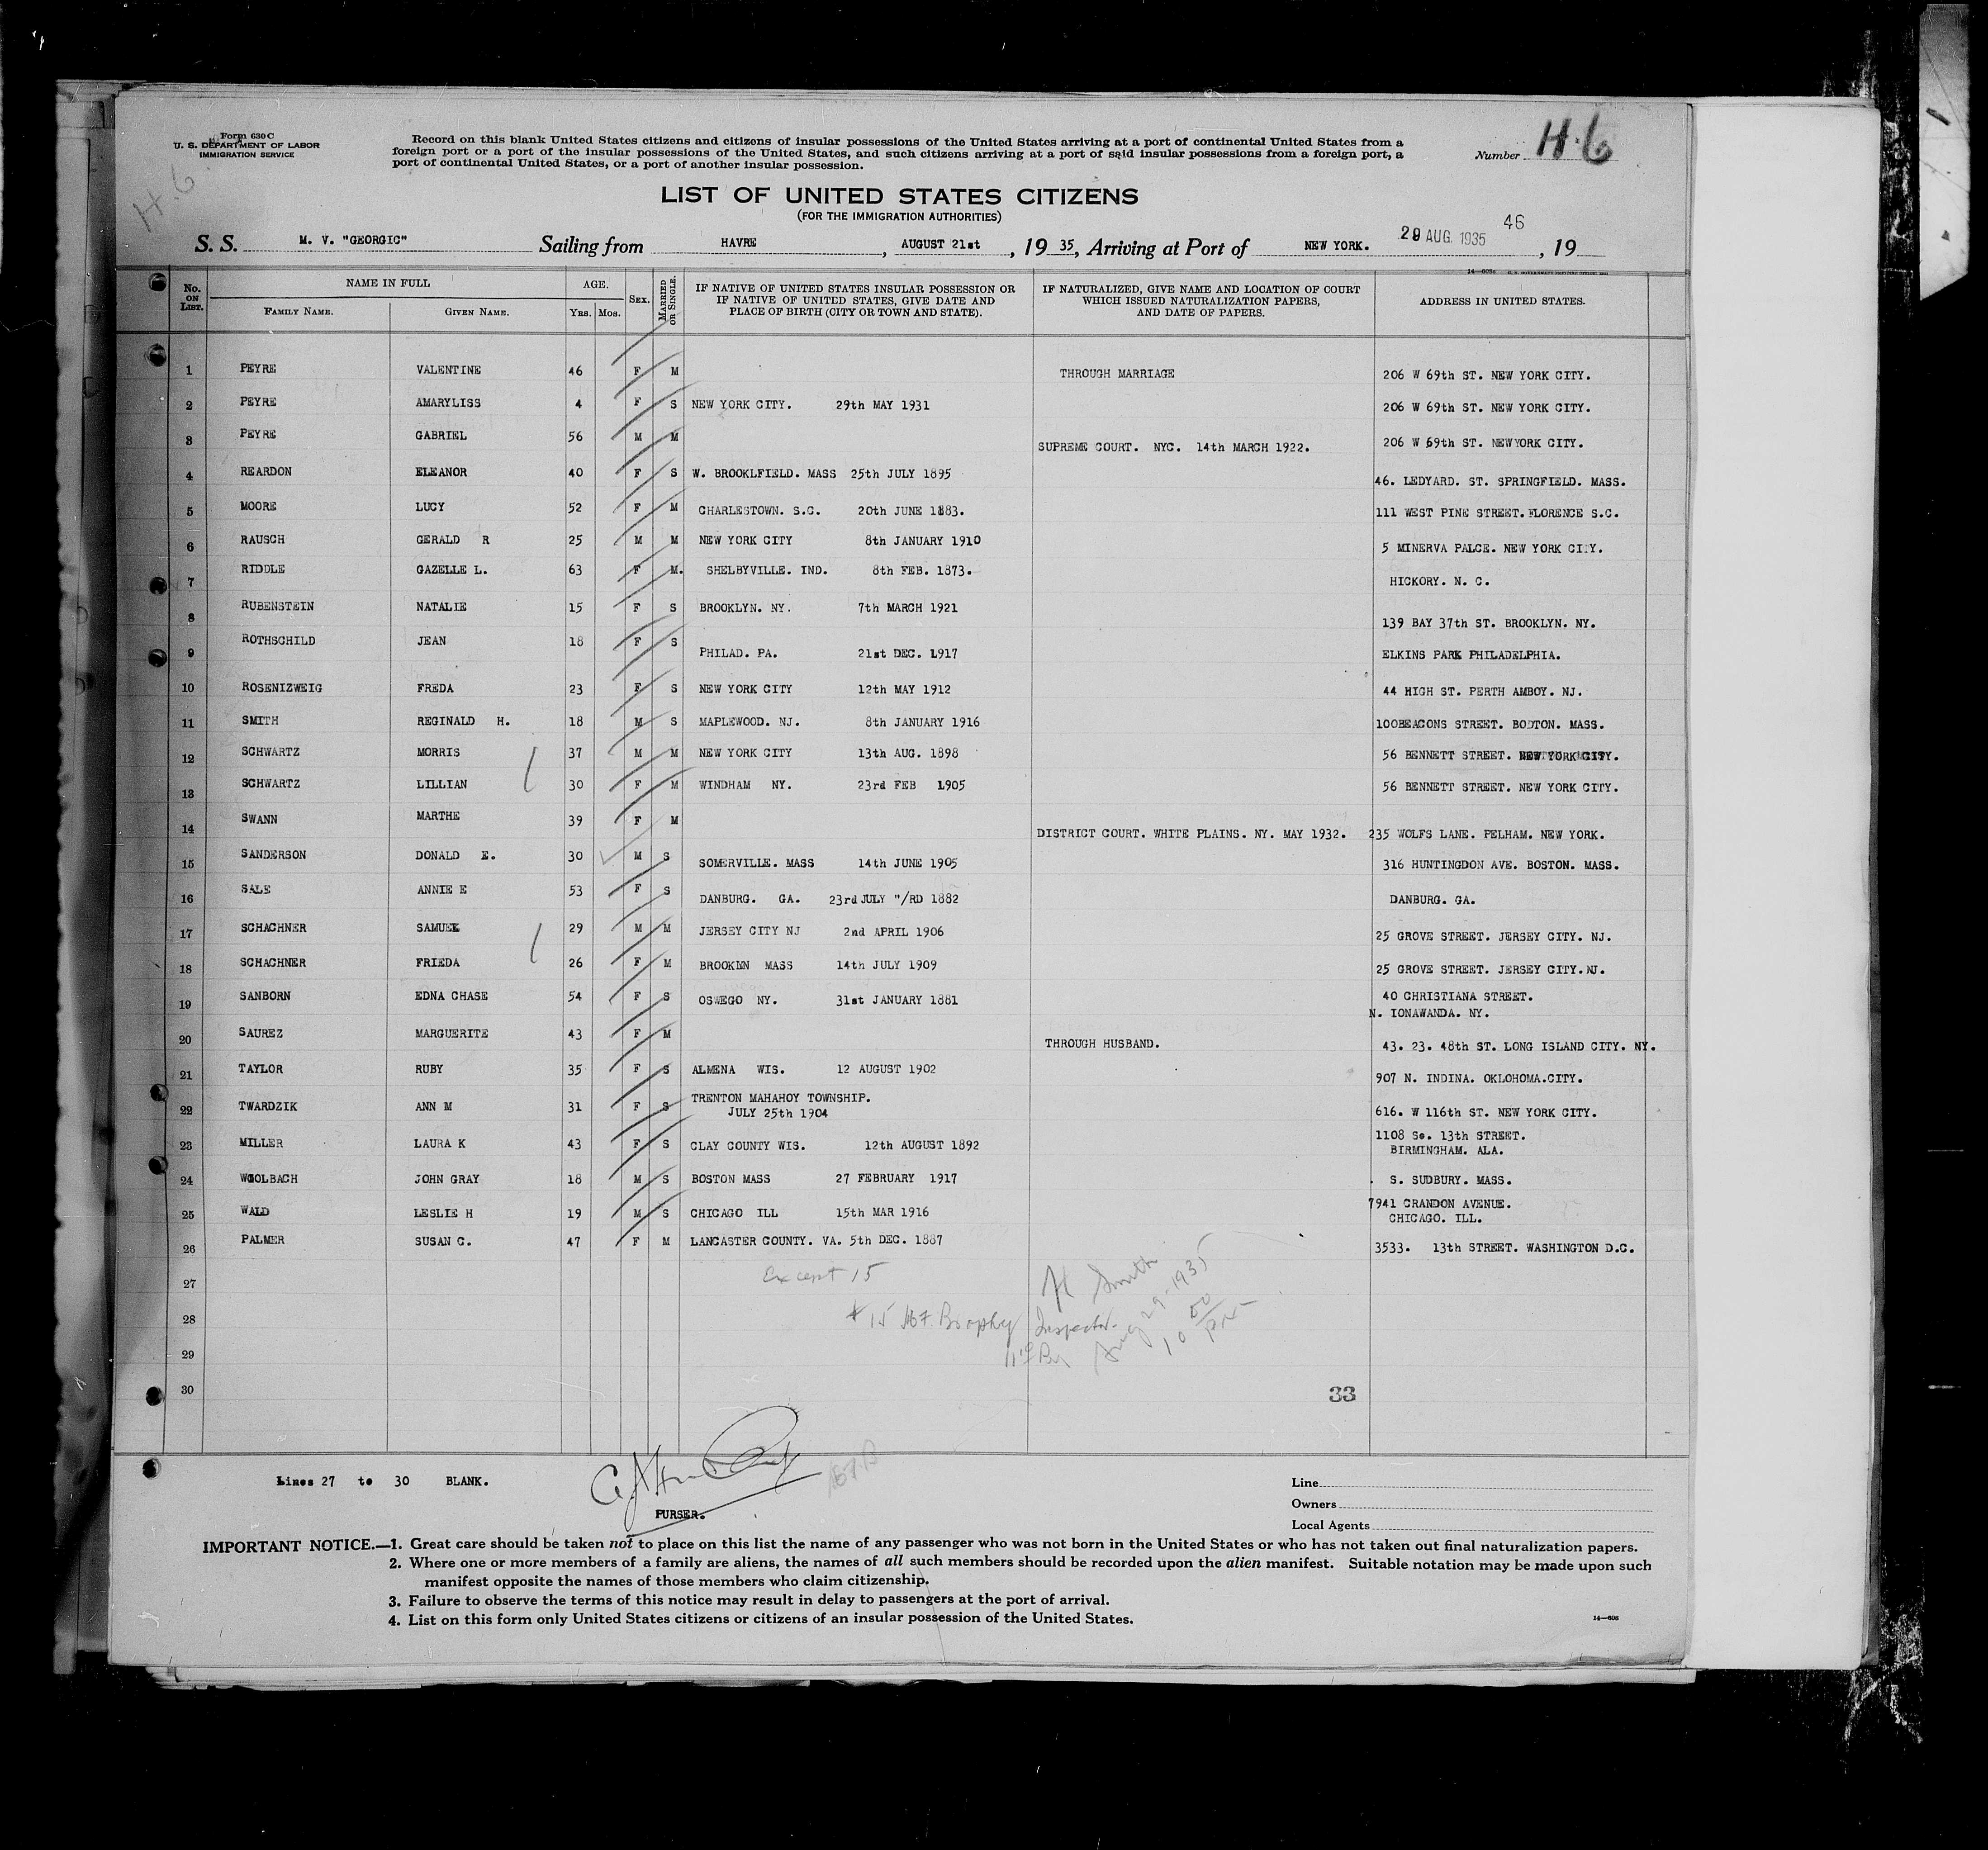 Form 630 C
U. S. DEPARTMENT OF LABOR
IMMIGRATION SERVICE
H.6.
Record on this blank United States citizens and citizens of insular possessions of the United States arriving at a port of continental United States from a
foreign port or a port of the insular possessions of the United States, and such citizens arriving at a port of said insular possessions from a foreign port, a
port of continental United States, or a port of another insular possession.
Number H.6
LIST OF UNITED STATES CITIZENS
(FOR THE IMMIGRATION AUTHORITIES)
46
S. S. M. V. "GEORGIC" Sailing from HAVRE, AUGUST 21st, 19 35, Arriving at Port of NEW YORK. 29 AUG. 1935, 19
No. ON LIST. NAME IN FULL FAMILY NAME. GIVEN NAME. AGE. YRS. MOS. SEX. MARRIED OR SINGLE. IF NATIVE OF UNITED STATES INSULAR POSSESSION OR IF NATIVE OF UNITED STATES, GIVE DATE AND PLACE OF BIRTH (CITY OR TOWN AND STATE). IF NATURALIZED, GIVE NAME AND LOCATION OF COURT WHICH ISSUED NATURALIZATION PAPERS, AND DATE OF PAPERS. ADDRESS IN UNITED STATES.
1 PEYRE VALENTINE 46 F M THROUGH MARRIAGE 206 W 69th ST. NEW YORK CITY.
2 PEYRE AMARYLISS 4 F S NEW YORK CITY. 29th MAY 1931 206 W 69th ST. NEW YORK CITY.
3 PEYRE GABRIEL 56 M M SUPREME COURT. NYC. 14th MARCH 1922. 206 W 69th ST. NEWYORK CITY.
4 REARDON ELEANOR 40 F S W. BROOKLFIELD. MASS 25th JULY 1895 46. LEDYARD. ST. SPRINGFIELD. MASS.
5 MOORE LUCY 52 F M CHARLESTOWN. S.C. 20th JUNE 1883. 111 WEST PINE STREET. FLORENCE S.C.
6 RAUSCH GERALD R 25 M M NEW YORK CITY 8th JANUARY 1910 5 MINERVA PALCE. NEW YORK CITY.
7 RIDDLE GAZELLE L. 63 F M. SHELBYVILLE. IND. 8th FEB. 1873. HICKORY. N. C.
8 RUBENSTEIN NATALIE 15 F S BROOKLYN. NY. 7th MARCH 1921 139 BAY 37th ST. BROOKLYN. NY.
9 ROTHSCHILD JEAN 18 F S PHILAD. PA. 21st DEC. 1917 ELKINS PARK PHILADELPHIA.
10 ROSENIZWEIG FREDA 23 F S NEW YORK CITY 12th MAY 1912 44 HIGH ST. PERTH AMBOY. NJ.
11 SMITH REGINALD H. 18 M S MAPLEWOOD. NJ. 8th JANUARY 1916 100BEACONS STREET. BOSTON. MASS.
12 SCHWARTZ MORRIS 37 M M NEW YORK CITY 13th AUG. 1898 56 BENNETT STREET. NEW YORK CITY.
13 SCHWARTZ LILLIAN 30 F M WINDHAM NY. 23rd FEB 1905 56 BENNETT STREET. NEW YORK CITY.
14 SWANN MARTHE 39 F M DISTRICT COURT. WHITE PLAINS. NY. MAY 1932. 235 WOLFS LANE. PELHAM. NEW YORK.
15 SANDERSON DONALD E. 30 M S SOMERVILLE. MASS 14th JUNE 1905 316 HUNTINGDON AVE. BOSTON. MASS.
16 SALE ANNIE E 53 F S DANBURG. GA. 23rd JULY "/RD 1882 DANBURG. GA.
17 SCHACHNER SAMUEL 29 M M JERSEY CITY NJ 2nd APRIL 1906 25 GROVE STREET. JERSEY CITY. NJ.
18 SCHACHNER FRIEDA 26 F M BROOKEN MASS 14th JULY 1909 25 GROVE STREET. JERSEY CITY. NJ.
19 SANBORN EDNA CHASE 54 F S OSWEGO NY. 31st JANUARY 1881 40 CHRISTIANA STREET.
N. IONAWANDA. NY.
20 SAUREZ MARGUERITE 43 F M THROUGH HUSBAND. 43. 23. 48th ST. LONG ISLAND CITY. NY.
21 TAYLOR RUBY 35 F S ALMENA WIS. 12 AUGUST 1902 907 N. INDINA. OKLOHOMA.CITY.
22 TWARDZIK ANN M 31 F S TRENTON MAHAHOY TOWNSHIP.
JULY 25th 1904 616. W 116th ST. NEW YORK CITY.
23 MILLER LAURA K 43 F S CLAY COUNTY WIS. 12th AUGUST 1892 1108 So. 13th STREET.
BIRMINGHAM. ALA.
24 WOOLBACH JOHN GRAY 18 M S BOSTON MASS 27 FEBRUARY 1917 S. SUDBURY. MASS.
25 WALD LESLIE H 19 M S CHICAGO ILL 15th MAR 1916 7941 CRANDON AVENUE.
CHICAGO. ILL.
26 PALMER SUSAN C. 47 F M LANCASTER COUNTY. VA. 5th DEC. 1887 3533. 13th STREET. WASHINGTON D.C.
27 Except 15 H Smith
28 # 15 Brophy Inspector Aug 29-1935
29 10 50
30 33
Lines 27 to 30 BLANK.
PURSER.
Line
Owners
Local Agents
IMPORTANT NOTICE.—1. Great care should be taken not to place on this list the name of any passenger who was not born in the United States or who has not taken out final naturalization papers.
2. Where one or more members of a family are aliens, the names of all such members should be recorded upon the alien manifest. Suitable notation may be made upon such
manifest opposite the names of those members who claim citizenship.
3. Failure to observe the terms of this notice may result in delay to passengers at the port of arrival.
4. List on this form only United States citizens or citizens of an insular possession of the United States.
14—606